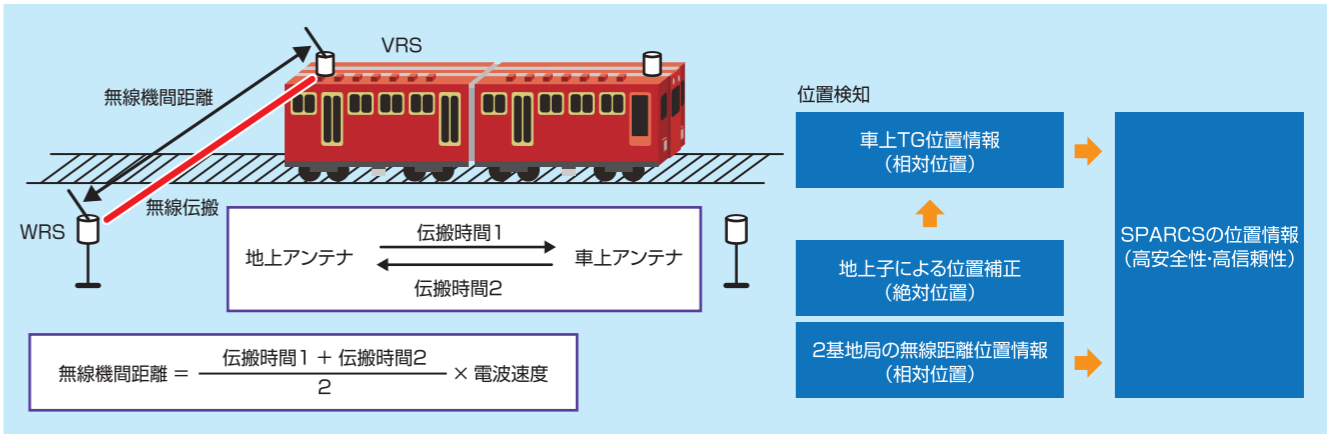 VRS
無線機間距離
無線伝搬
WRS
地上アンテナ
伝搬時間1
伝搬時間2
車上アンテナ
無線機間距離 = 伝搬時間1 + 伝搬時間2
2
× 電波速度
位置検知
車上TG位置情報
(相対位置)
地上子による位置補正
(絶対位置)
2基地局の無線距離位置情報
(相対位置)
SPARCSの位置情報
(高安全性・高信頼性)